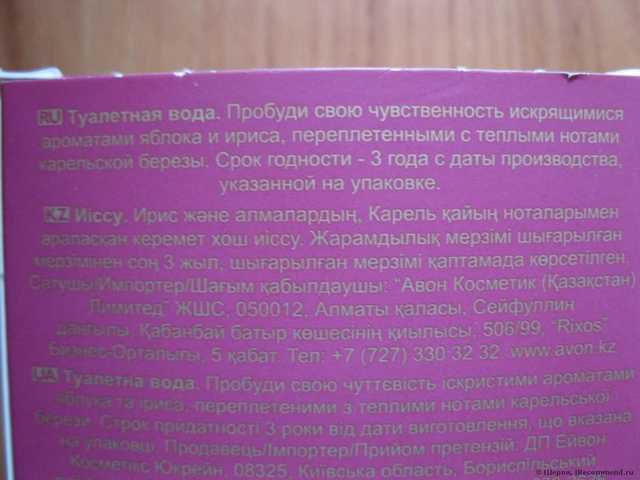 RU Туалетная вода. Пробуди свою чувственность искрящимися
ароматами яблока и ириса, переплетенными с теплыми нотами
карельской березы. Срок годности - 3 года с даты производства,
указанной на упаковке.
KZ Иіссу. Ирис және алмалардың, Карель қайың ноталарымен
араласқан керемет хош иіссу. Жарамдылық мерзімі шығарылған
мерзімінен соң 3 жыл, шығарылған мерзімі қаптамада көрсетілген.
Сатушы/Импортер/Шағым қабылдаушы: "Авон Косметик (Қазақстан)
Лимитед" ЖШС, 050012, Алматы қаласы, Сейфуллин
даңғылы, Қабанбай батыр көшесінің қиылысы, 506/99, "Rixos"
Бизнес-Орталығы, 5 қабат. Тел: +7 (727) 330 32 32 www.avon.kz
UA Туалетна вода. Пробуди свою чуттєвість іскристими ароматами
яблука та іриса, переплетеними з теплими нотами карельської
берези. Строк придатності 3 роки від дати виготовлення, що вказана
на упаковці. Продавець/Імпортер/Прийом претензій: ДП Ейвон
Косметікс Юкрейн, 08325, Київська область, Бориспільський
© Шерри, iRecommend.ru